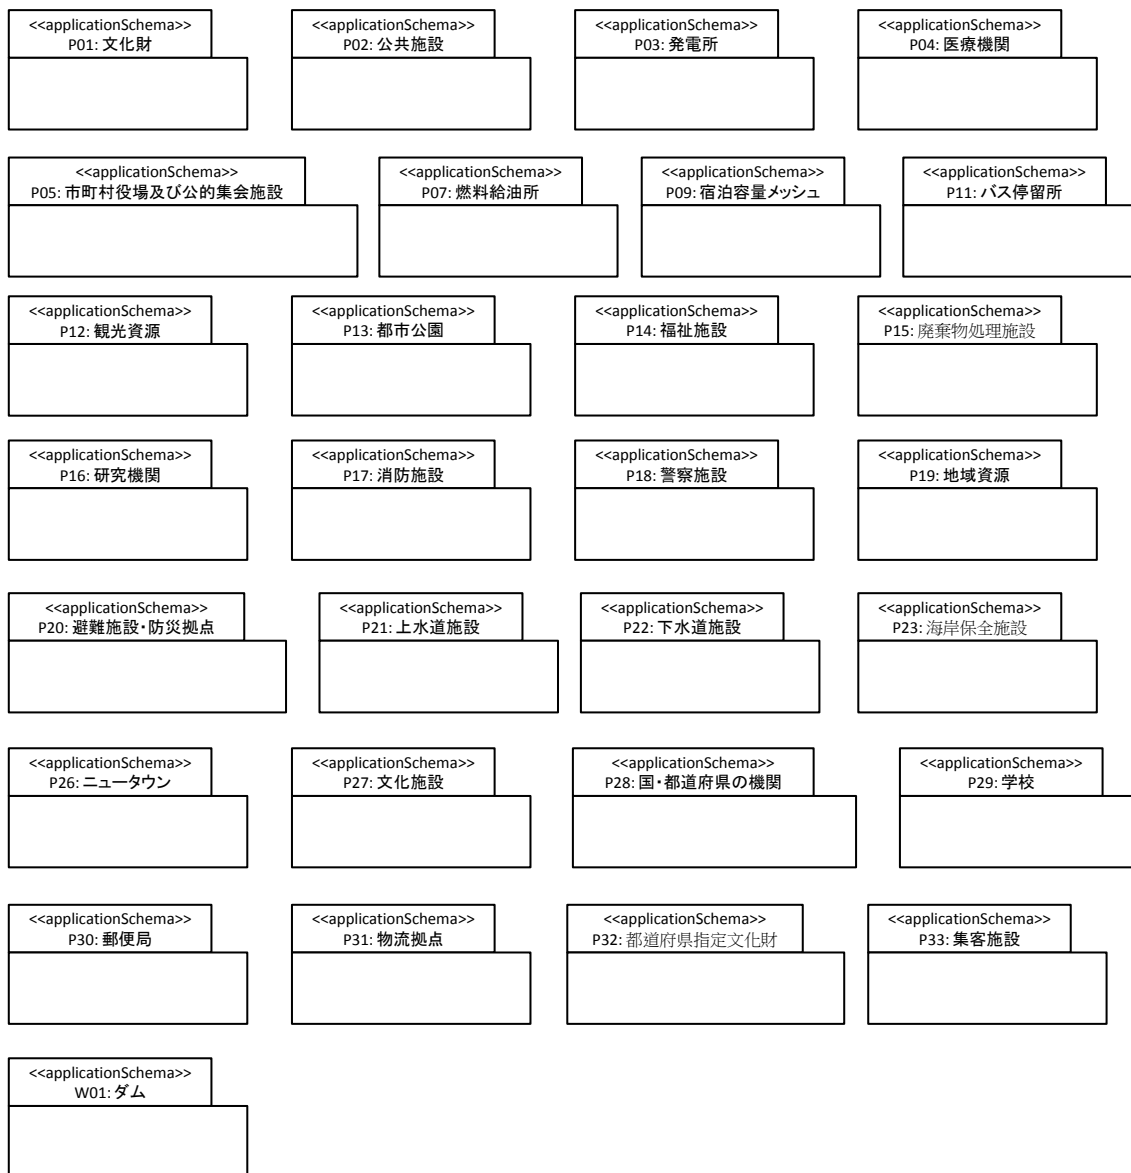 <<applicationSchema>>
P01: 文化財
<<applicationSchema>>
P02: 公共施設
<<applicationSchema>>
P03: 発電所
<<applicationSchema>>
P04: 医療機関
<<applicationSchema>>
P05: 市町村役場及び公的集会施設
<<applicationSchema>>
P07: 燃料給油所
<<applicationSchema>>
P09: 宿泊容量メッシュ
<<applicationSchema>>
P11: バス停留所
<<applicationSchema>>
P12: 観光資源
<<applicationSchema>>
P13: 都市公園
<<applicationSchema>>
P14: 福祉施設
<<applicationSchema>>
P15: 廃棄物処理施設
<<applicationSchema>>
P16: 研究機関
<<applicationSchema>>
P17: 消防施設
<<applicationSchema>>
P18: 警察施設
<<applicationSchema>>
P19: 地域資源
<<applicationSchema>>
P20: 避難施設・防災拠点
<<applicationSchema>>
P21: 上水道施設
<<applicationSchema>>
P22: 下水道施設
<<applicationSchema>>
P23: 海岸保全施設
<<applicationSchema>>
P26: ニュータウン
<<applicationSchema>>
P27: 文化施設
<<applicationSchema>>
P28: 国・都道府県の機関
<<applicationSchema>>
P29: 学校
<<applicationSchema>>
P30: 郵便局
<<applicationSchema>>
P31: 物流拠点
<<applicationSchema>>
P32: 都道府県指定文化財
<<applicationSchema>>
P33: 集客施設
<<applicationSchema>>
W01: ダム